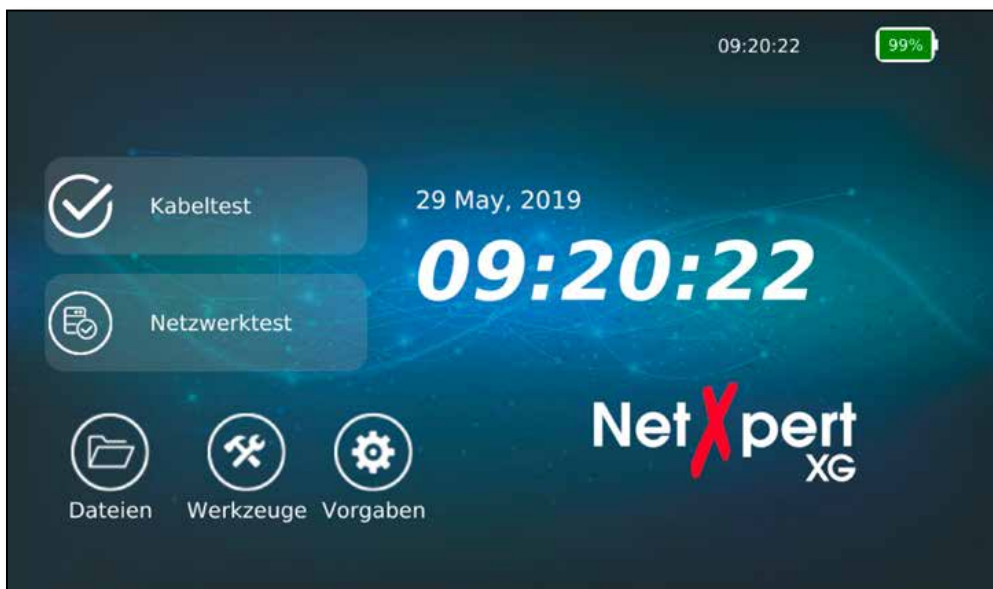 09:20:22 99%
Kabeltest
29 May, 2019
09:20:22
Netzwerktest
NetXpert
XG
Dateien Werkzeuge Vorgaben